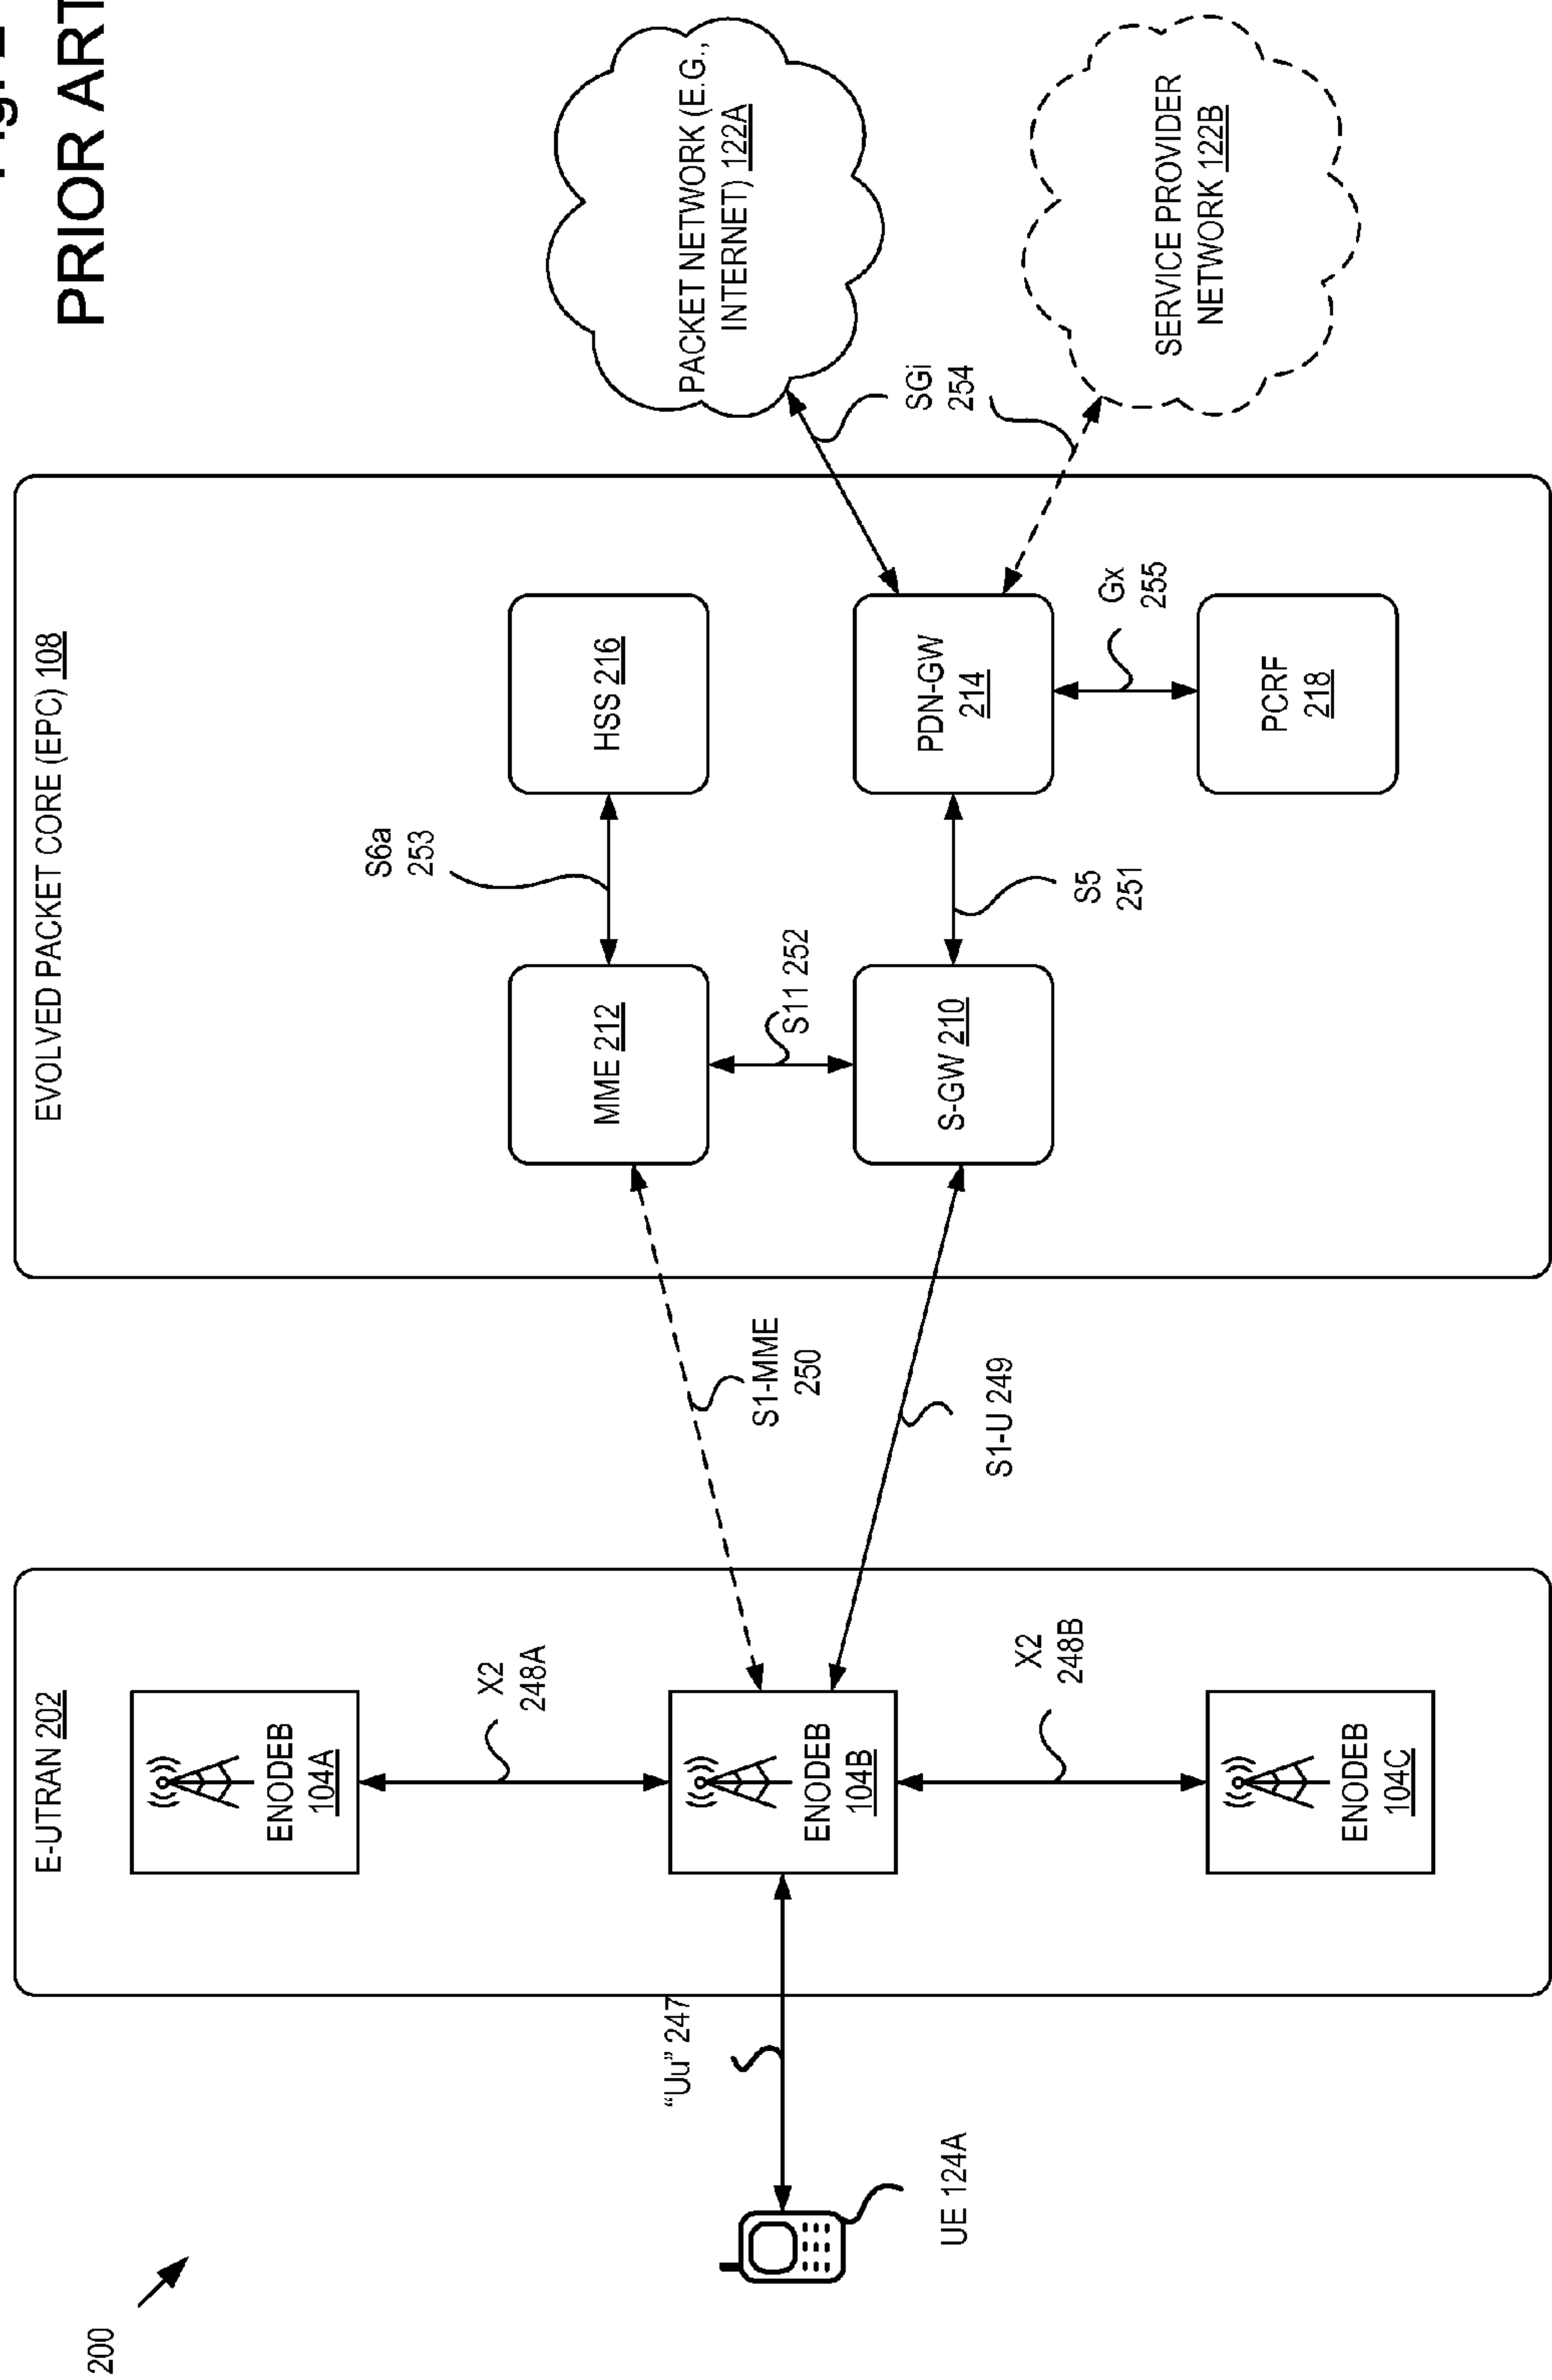 PRIOR ART
200
UE 124A
“Uu” 247
E-UTRAN 202
ENODEB
104A
X2
248A
ENODEB
104B
X2
248B
ENODEB
104C
S1-MME
250
S1-U 249
EVOLVED PACKET CORE (EPC) 108
MME 212
S6a
253
HSS 216
S11 252
S-GW 210
S5
251
PDN-GW
214
Gx
255
PCRF
218
SGi
254
PACKET NETWORK (E.G.,
INTERNET) 122A
SERVICE PROVIDER
NETWORK 122B